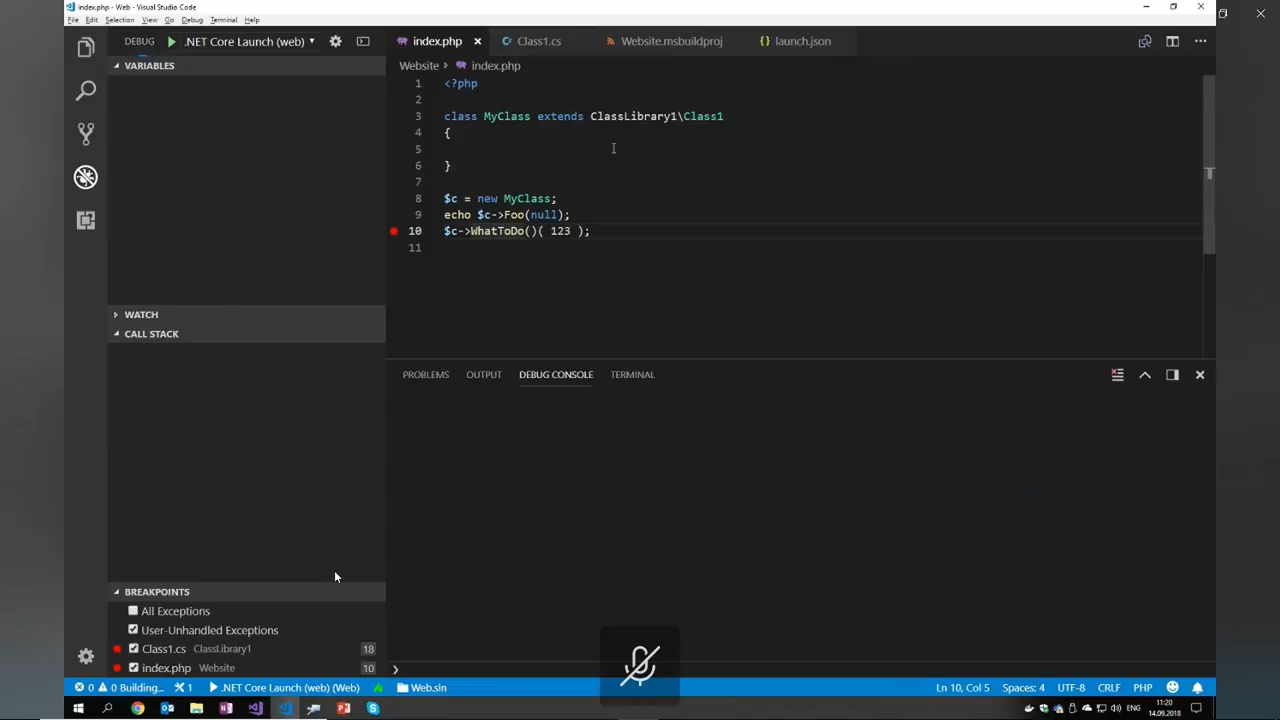 index.php - Web - Visual Studio Code
File Edit Selection View Go Debug Terminal Help
DEBUG .NET Core Launch (web)
index.php Class1.cs Website.msbuildproj launch.json
VARIABLES
Website index.php
1 <?php
2
3 class MyClass extends ClassLibrary1\Class1
4 {
5
6 }
7
8 $c = new MyClass;
9 echo $c->Foo(null);
10 $c->WhatToDo()( 123 );
11
WATCH
CALL STACK
PROBLEMS OUTPUT DEBUG CONSOLE TERMINAL
BREAKPOINTS
All Exceptions
User-Unhandled Exceptions
Class1.cs ClassLibrary1 18
index.php Website 10
0 0 Building... 1 .NET Core Launch (web) (Web) Web.sln Ln 10, Col 5 Spaces: 4 UTF-8 CRLF PHP
ENG 11:20
14.09.2018